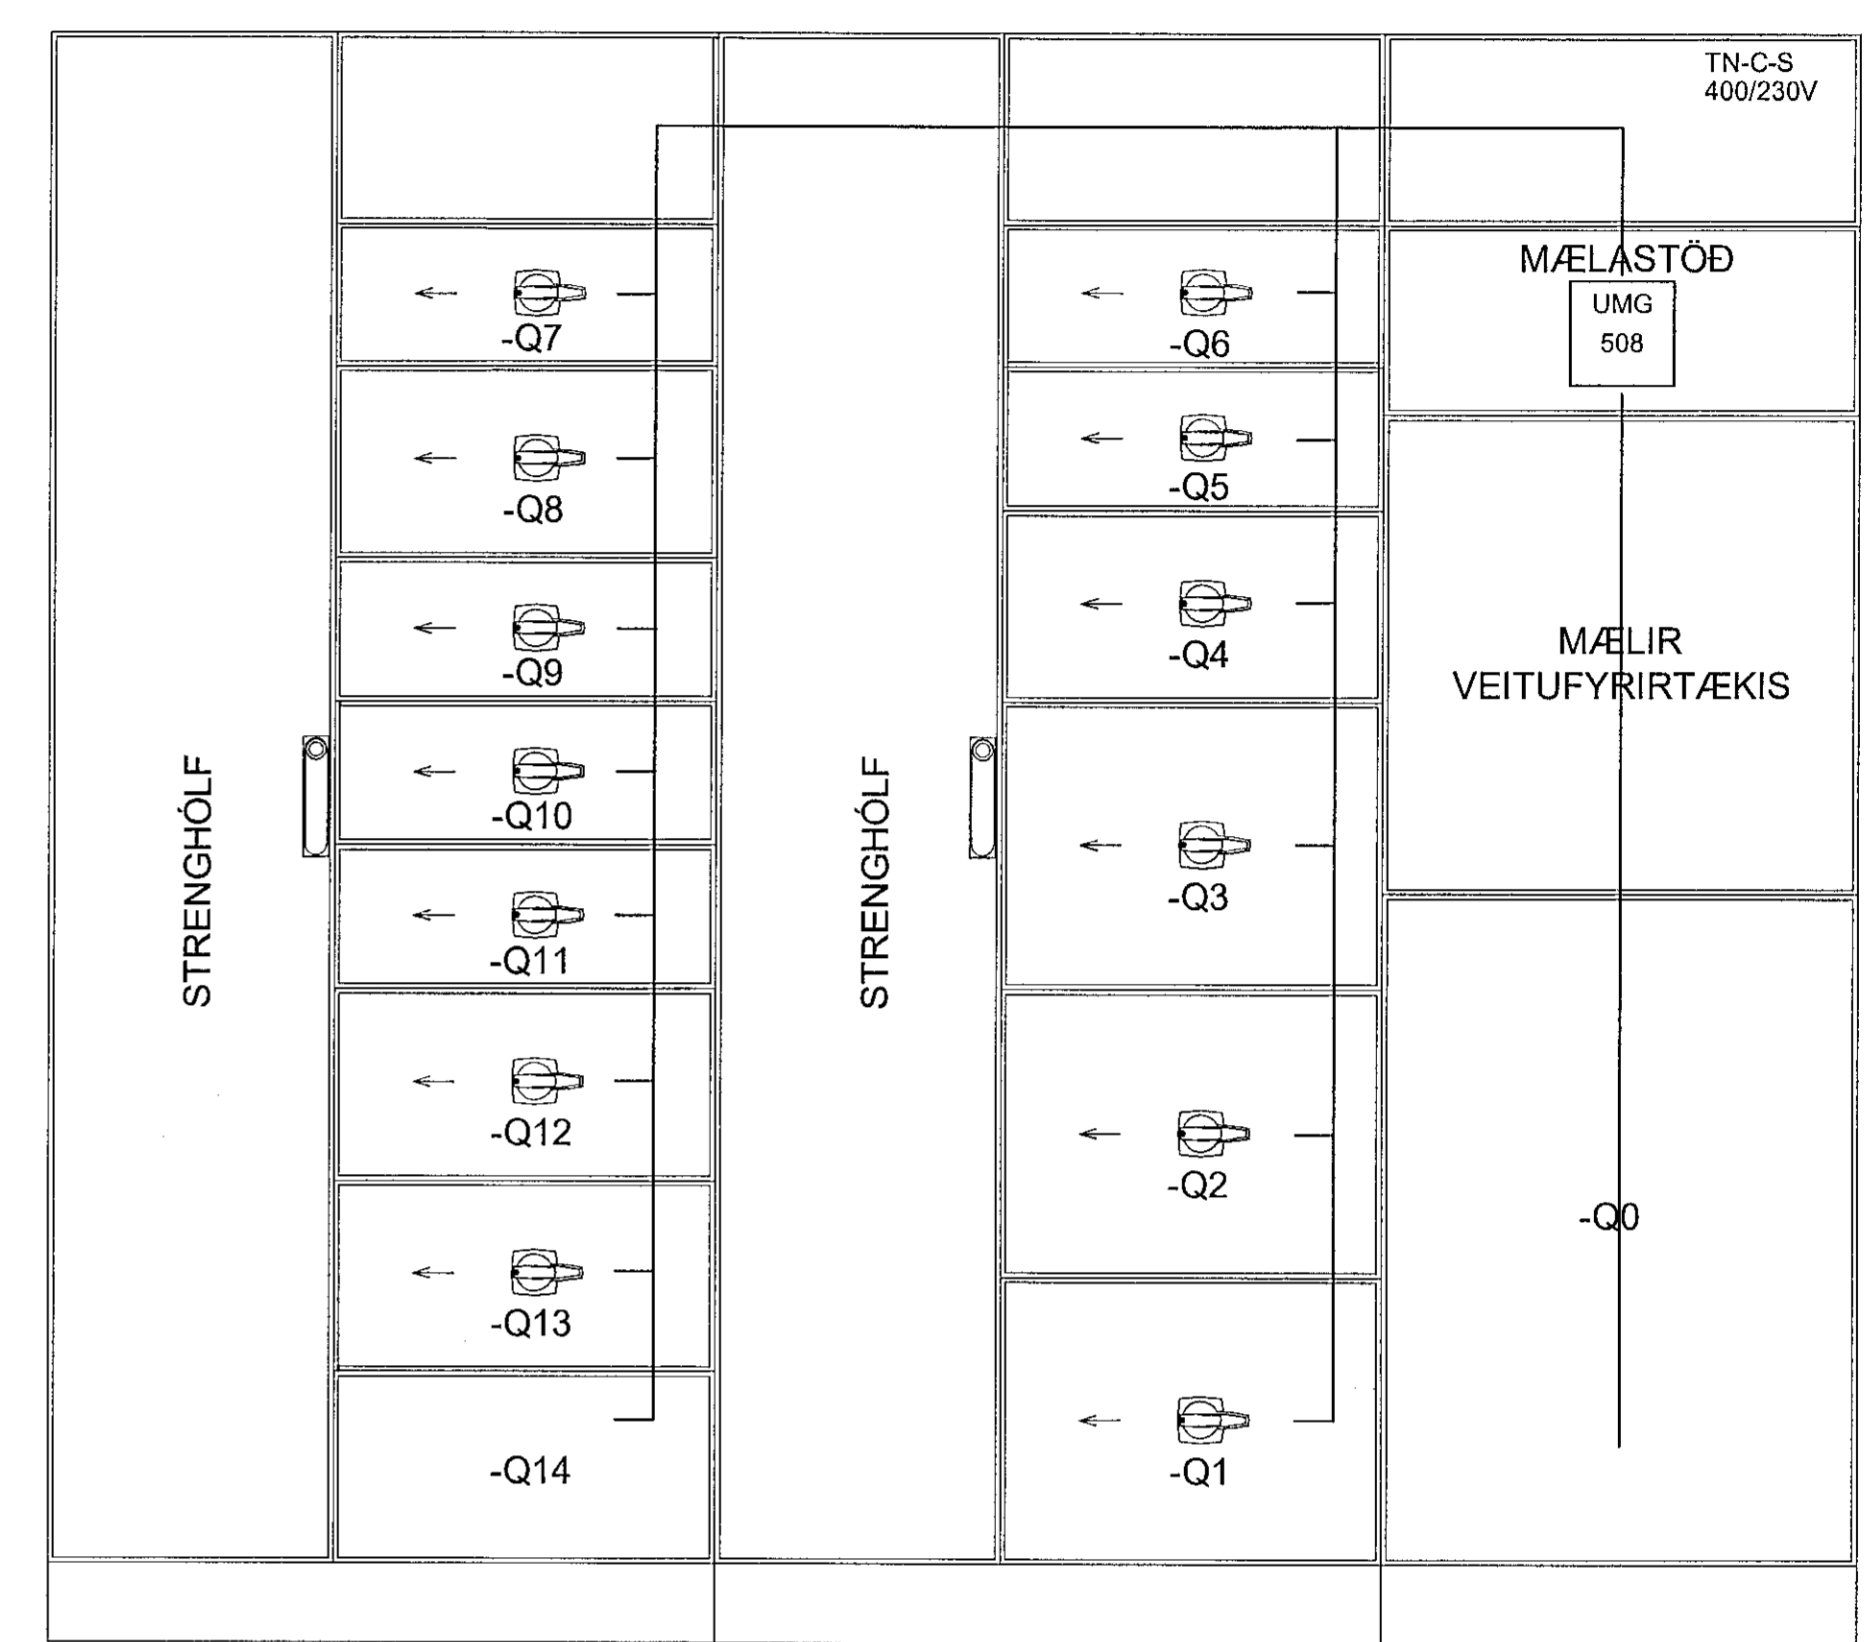 TN-C-S
400/230V
MÆLASTÖÐ
UMG
508
-Q7
-Q6
-Q8
-Q5
-Q9
-Q4
MÆLIR
VEITUFYRIRTÆKIS
STRENGHÓLF
-Q10
STRENGHÓLF
-Q3
-Q11
-Q12
-Q2
-Q0
-Q13
-Q14
-Q1